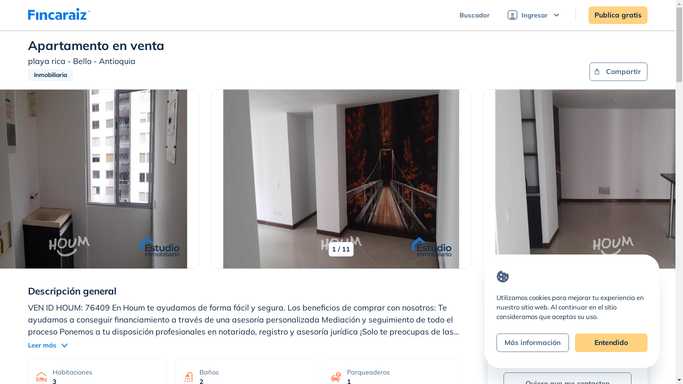 Fincaraiz
Buscador
Ingresar
Publica gratis
Apartamento en venta
playa rica - Bello - Antioquia
Inmobiliaria
Compartir
HOUM
Estudio
Inmobiliario
HOUM
Estudio
Inmobiliario
HOUM
1 / 11
Descripción general
VEN ID HOUM: 76409 En Houm te ayudamos de forma fácil y segura. Los beneficios de comprar con nosotros: Te
ayudamos a conseguir financiamiento a través de una asesoría personalizada Mediación y seguimiento de todo el
proceso Ponemos a tu disposición profesionales en notariado, registro y asesoría jurídica ¡Solo te preocupas de las...
Leer más
Habitaciones
3
Baños
2
Parqueaderos
1
Utilizamos cookies para mejorar tu experiencia en
nuestro sitio web. Al continuar en el sitio
consideramos que aceptas su uso.
Más información
Entendido
Quiero que me contacten